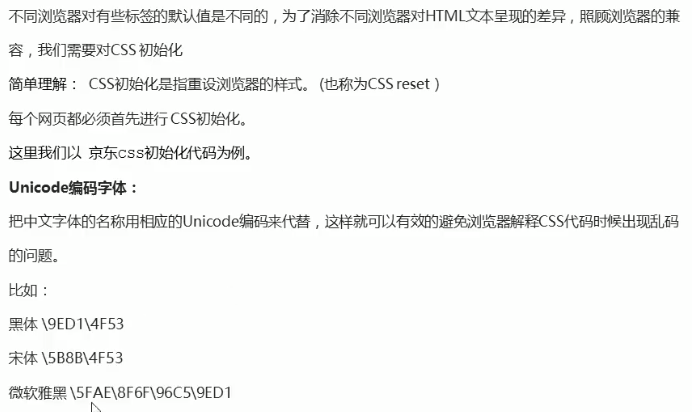 不同浏览器对有些标签的默认值是不同的，为了消除不同浏览器对HTML文本呈现的差异，照顾浏览器的兼
容，我们需要对CSS 初始化
简单理解： CSS初始化是指重设浏览器的样式。 (也称为CSS reset ）
每个网页都必须首先进行 CSS初始化。
这里我们以 京东css初始化代码为例。
Unicode编码字体：
把中文字体的名称用相应的Unicode编码来代替，这样就可以有效的避免浏览器解释CSS代码时候出现乱码
的问题。
比如：
黑体 \9ED1\4F53
宋体 \5B8B\4F53
微软雅黑 \5FAE\8F6F\96C5\9ED1